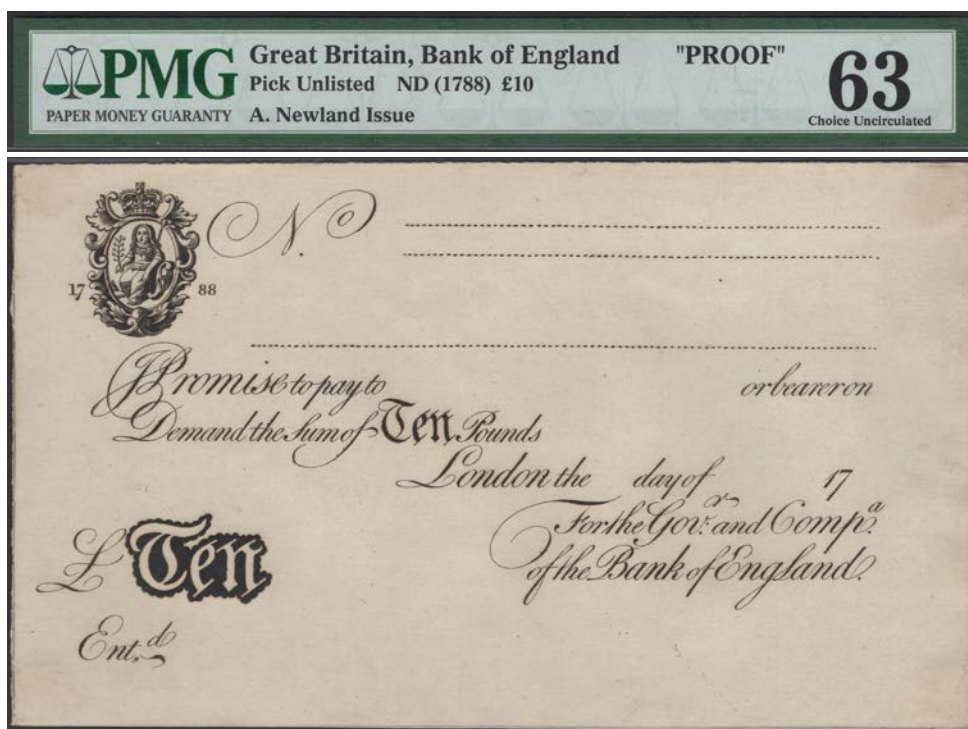 PMG
PAPER MONEY GUARANTY
Great Britain, Bank of England "PROOF"
Pick Unlisted ND (1788) £10
A. Newland Issue
63
Choice Uncirculated
No.
17 88
I Promise to pay to or bearer on
Demand the Sum of Ten Pounds
London the day of 17
For the Gov.r and Comp.a
of the Bank of England.
£ Ten
Ent.d